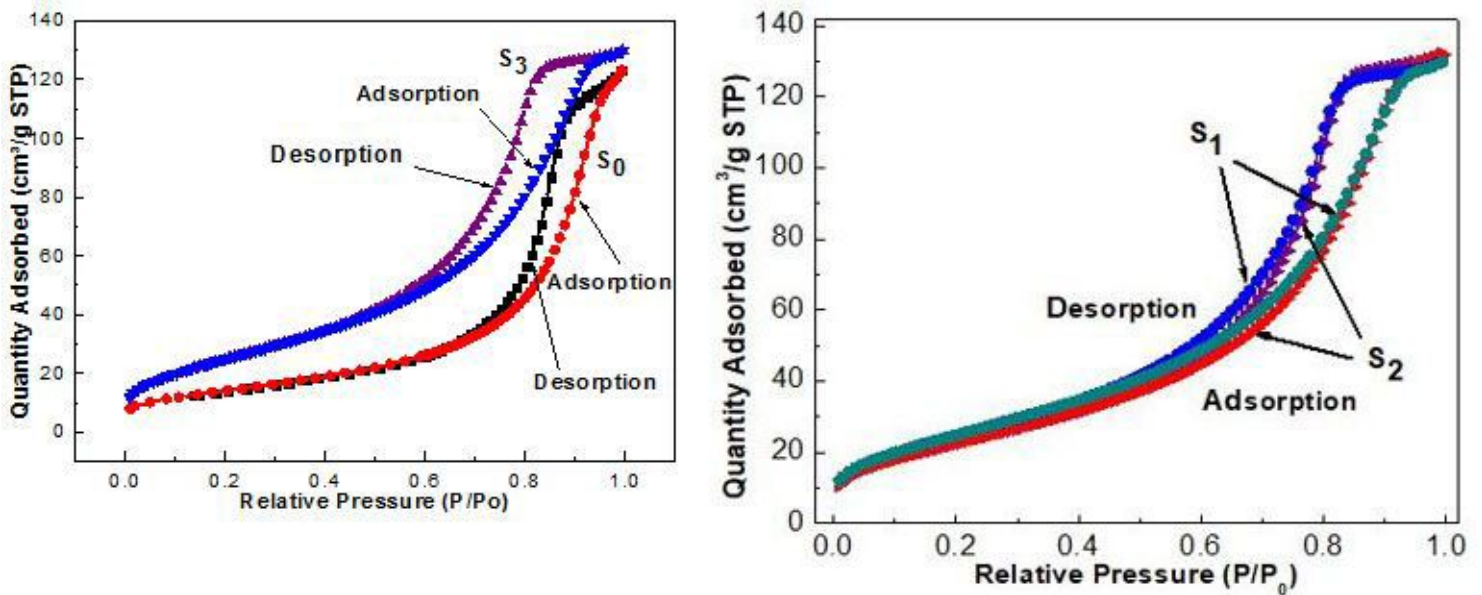 Quantity Adsorbed (cm³/g STP)
140
120
100
80
60
40
20
0
S3
Adsorption
Desorption
S0
Adsorption
Desorption
0.0 0.2 0.4 0.6 0.8 1.0
Relative Pressure (P/Po)
Quantity Adsorbed (cm³/g STP)
140
120
100
80
60
40
20
0
S1
Desorption
S2
Adsorption
0.0 0.2 0.4 0.6 0.8 1.0
Relative Pressure (P/P0)